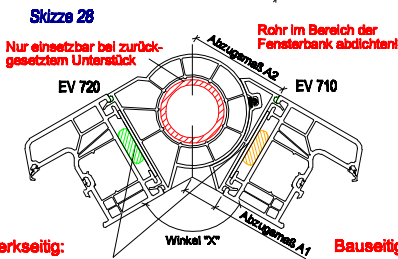 Skizze 28
Nur einsetzbar bei zurück-
gesetztem Unterstück
Rohr im Bereich der
Fensterbank abdichten!
Abzugsmaß A2
EV 720
EV 710
Abzugsmaß A1
Winkel "X"
erkseitig:
Bauseitig